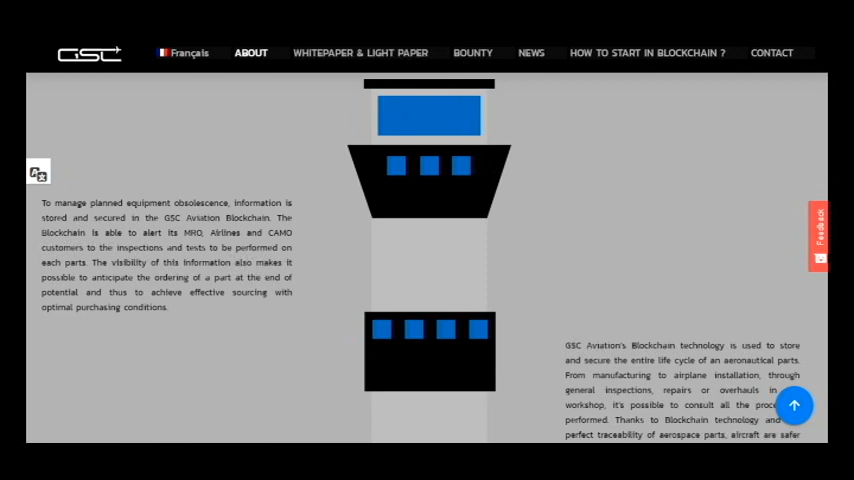 GSC
Français ABOUT WHITEPAPER & LIGHT PAPER BOUNTY NEWS HOW TO START IN BLOCKCHAIN ? CONTACT
To manage planned equipment obsolescence, information is
stored and secured in the GSC Aviation Blockchain. The
Blockchain is able to alert its MRO, Airlines and CAMO
customers to the inspections and tests to be performed on
each parts. The visibility of this information also makes it
possible to anticipate the ordering of a part at the end of
potential and thus to achieve effective sourcing with
optimal purchasing conditions.
Feedback
GSC Aviation's Blockchain technology is used to store
and secure the entire life cycle of an aeronautical parts.
From manufacturing to airplane installation, through
general inspections, repairs or overhauls in
workshop, it's possible to consult all the
performed. Thanks to Blockchain technology and
perfect traceability of aerospace parts, aircraft are safer